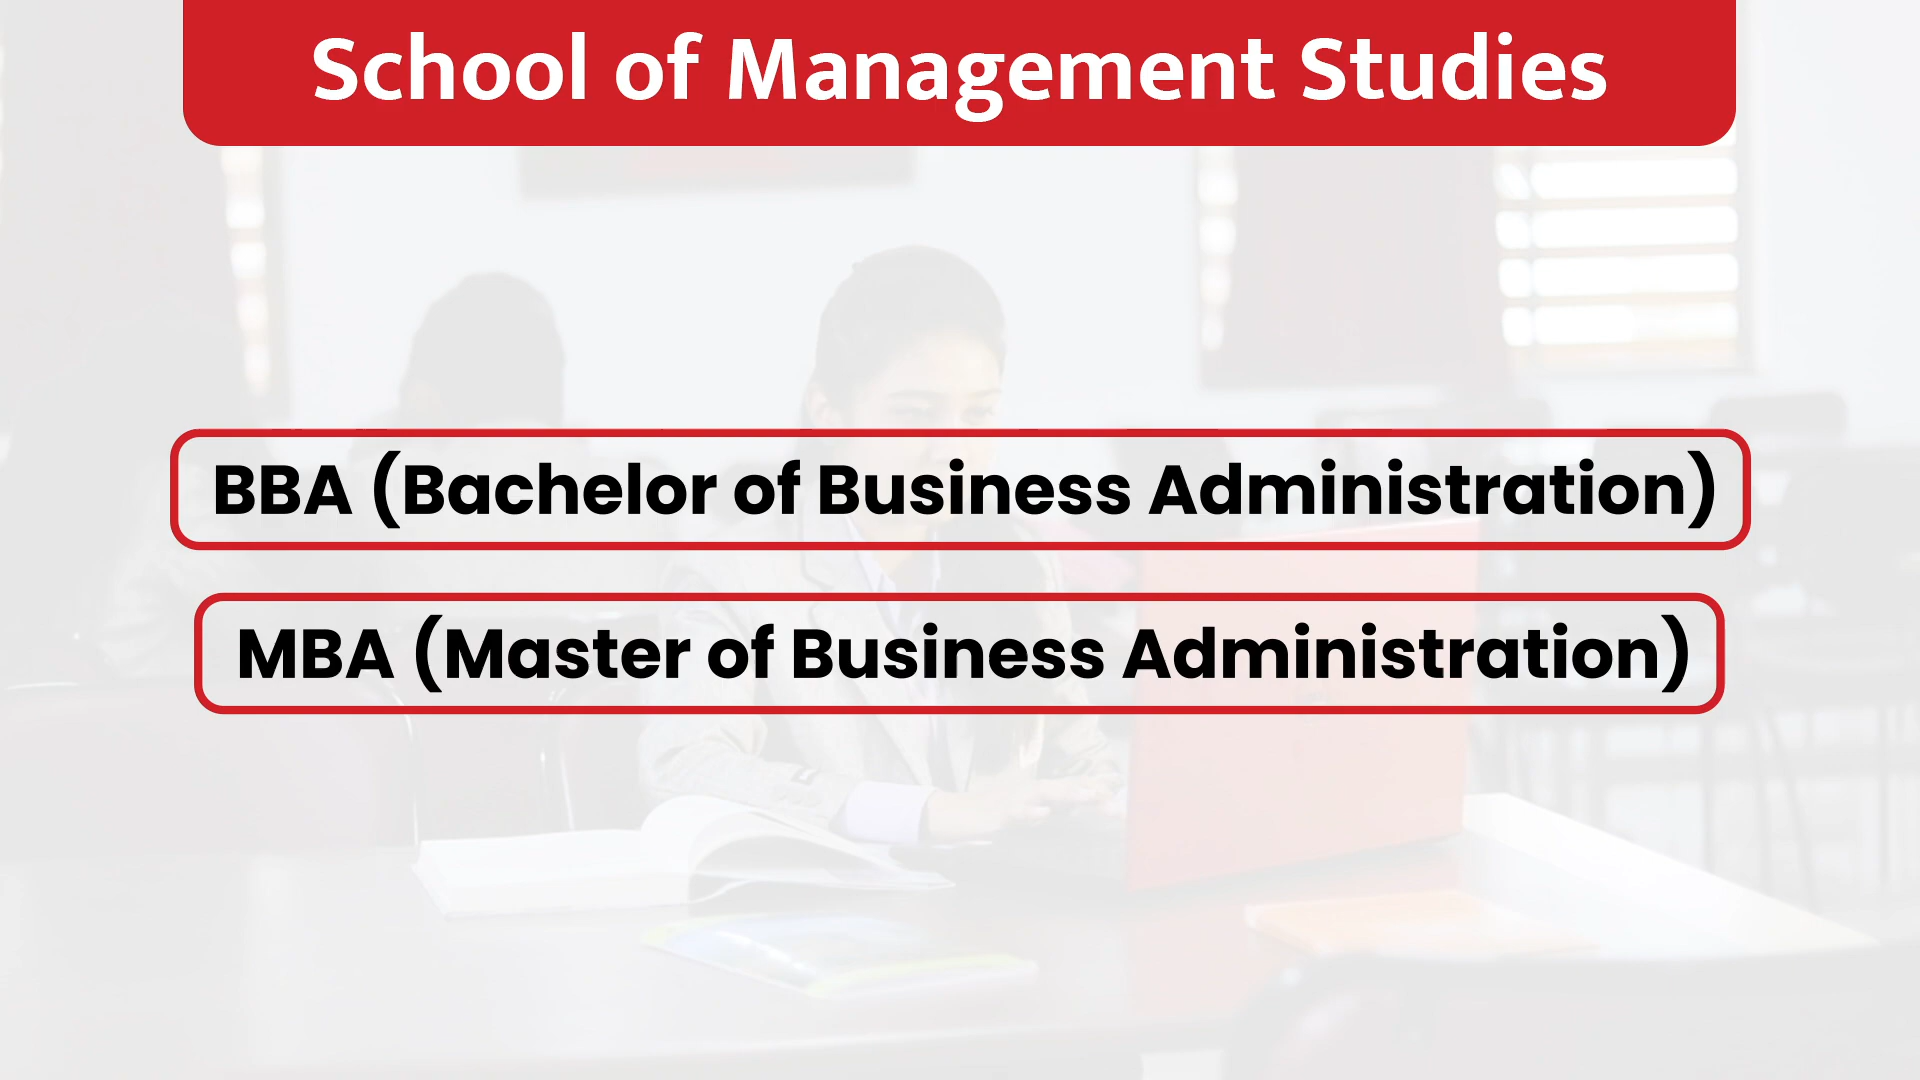 School of Management Studies
BBA (Bachelor of Business Administration)
MBA (Master of Business Administration)